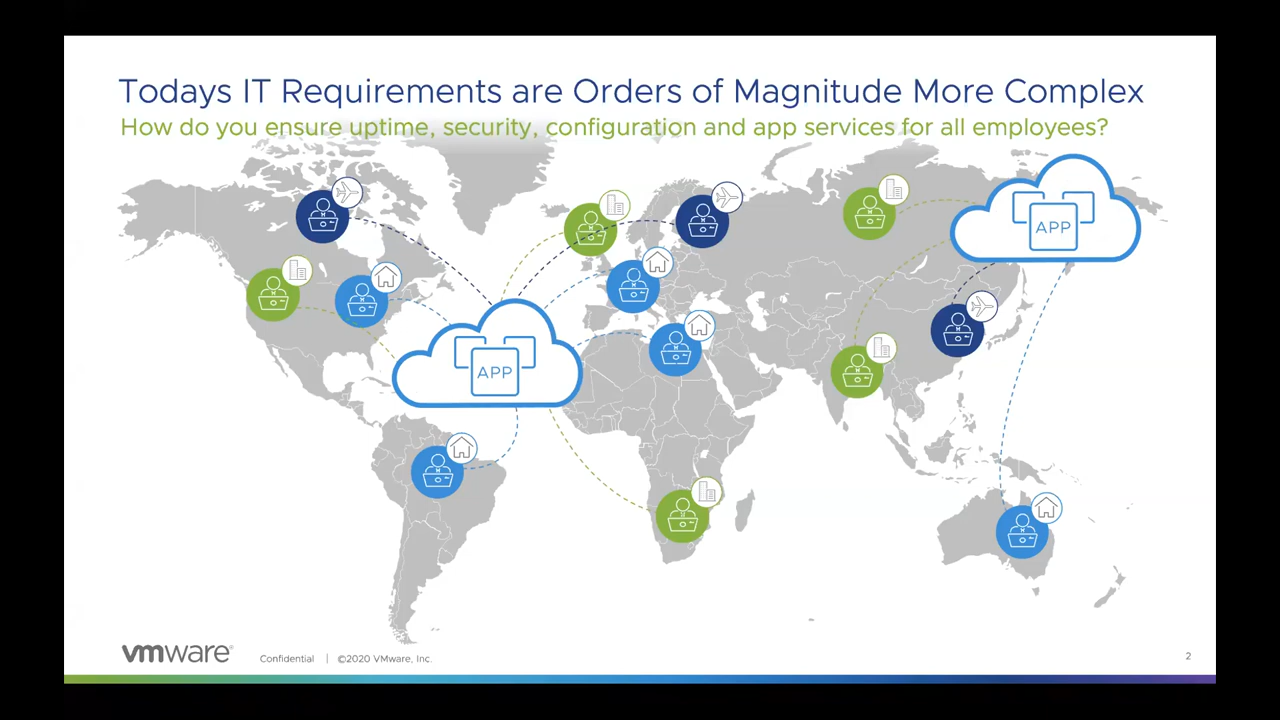 Todays IT Requirements are Orders of Magnitude More Complex
How do you ensure uptime, security, configuration and app services for all employees?
APP
APP
vmware®
Confidential | ©2020 VMware, Inc.
2